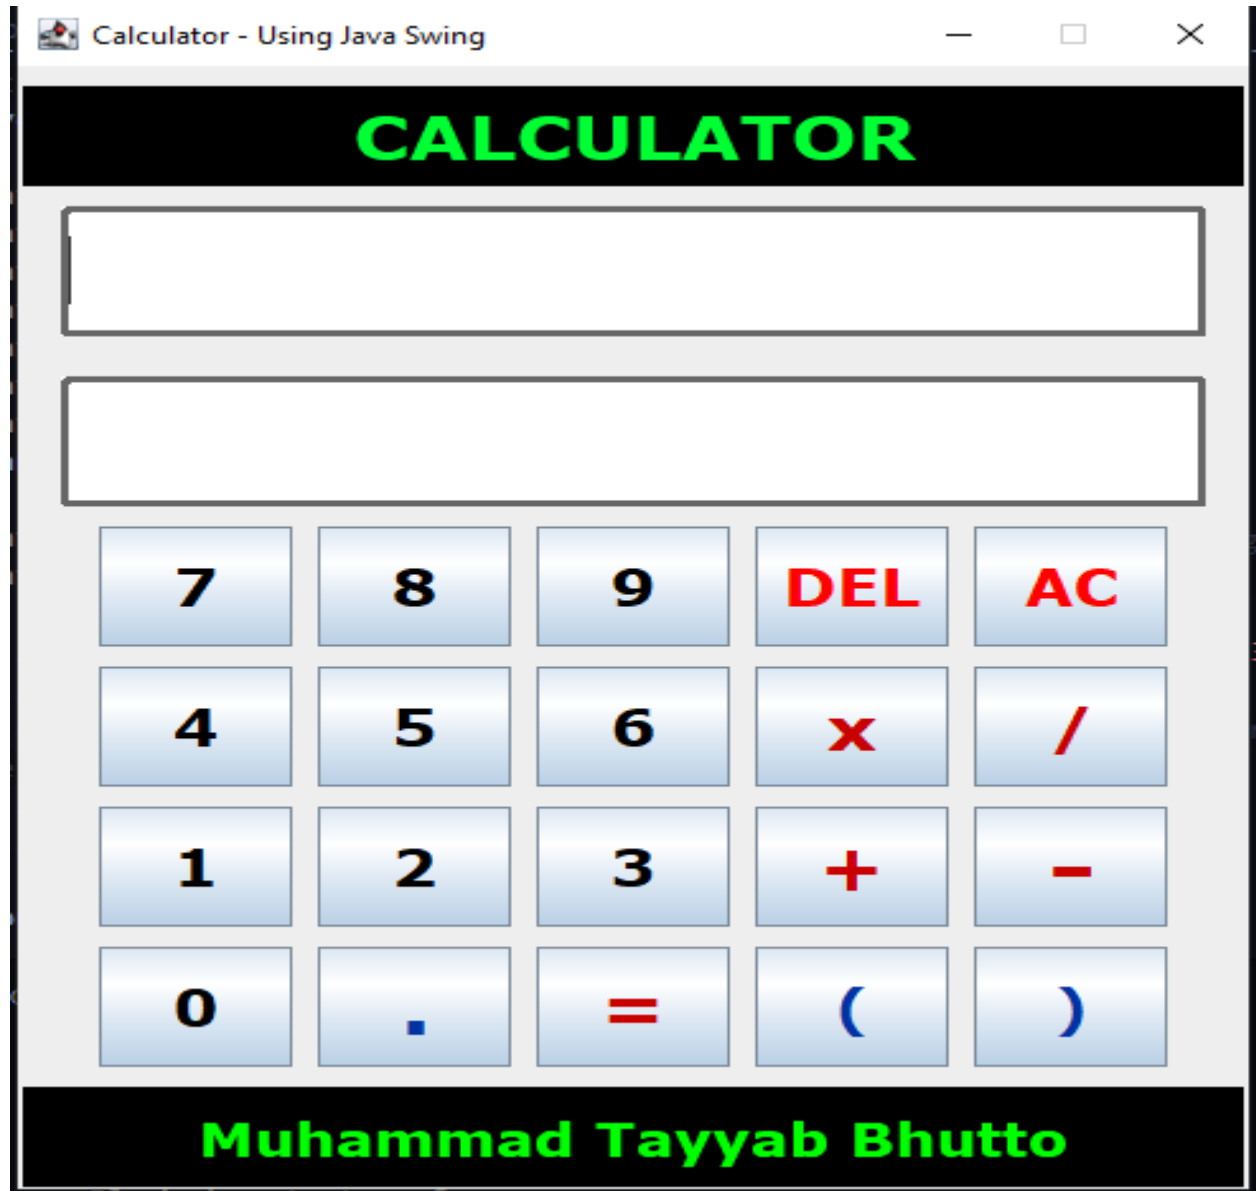 Calculator - Using Java Swing
CALCULATOR
7 8 9 DEL AC
4 5 6 x /
1 2 3 + -
0 . = ( )
Muhammad Tayyab Bhutto